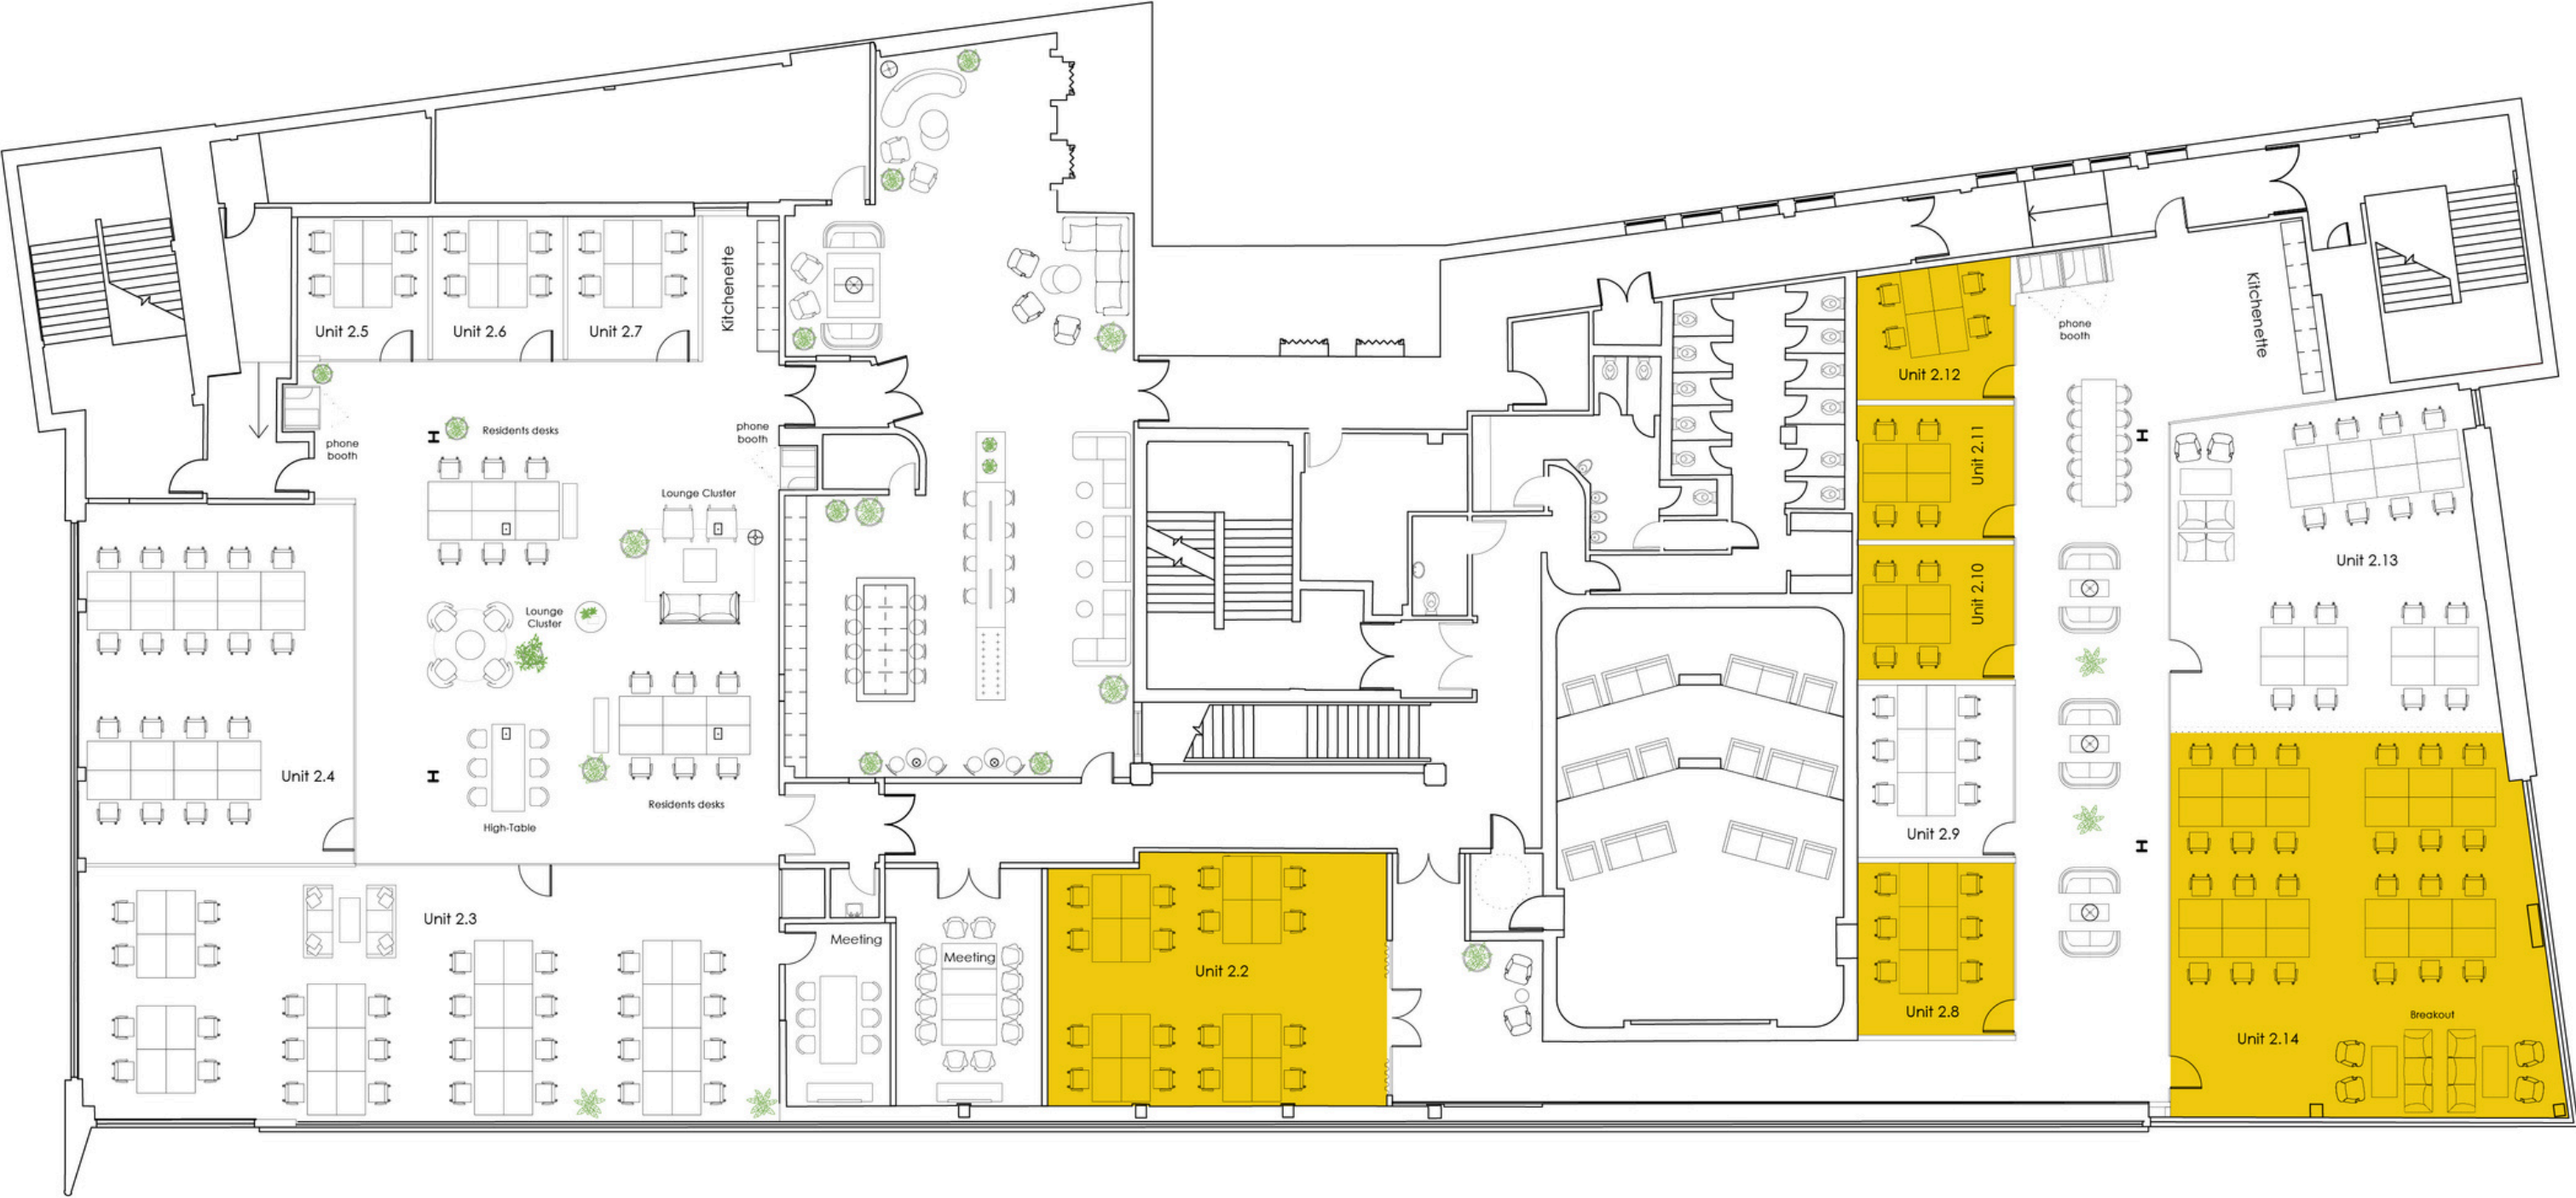 Unit 2.5
Unit 2.6
Unit 2.7
Kitchenette
phone
booth
Residents desks
phone
booth
Lounge Cluster
Lounge
Cluster
Unit 2.4
High-Table
Residents desks
Unit 2.3
Meeting
Meeting
Unit 2.2
Unit 2.12
Unit 2.11
Unit 2.10
Unit 2.9
Unit 2.8
phone
booth
Kitchenette
Unit 2.13
Unit 2.14
Breakout